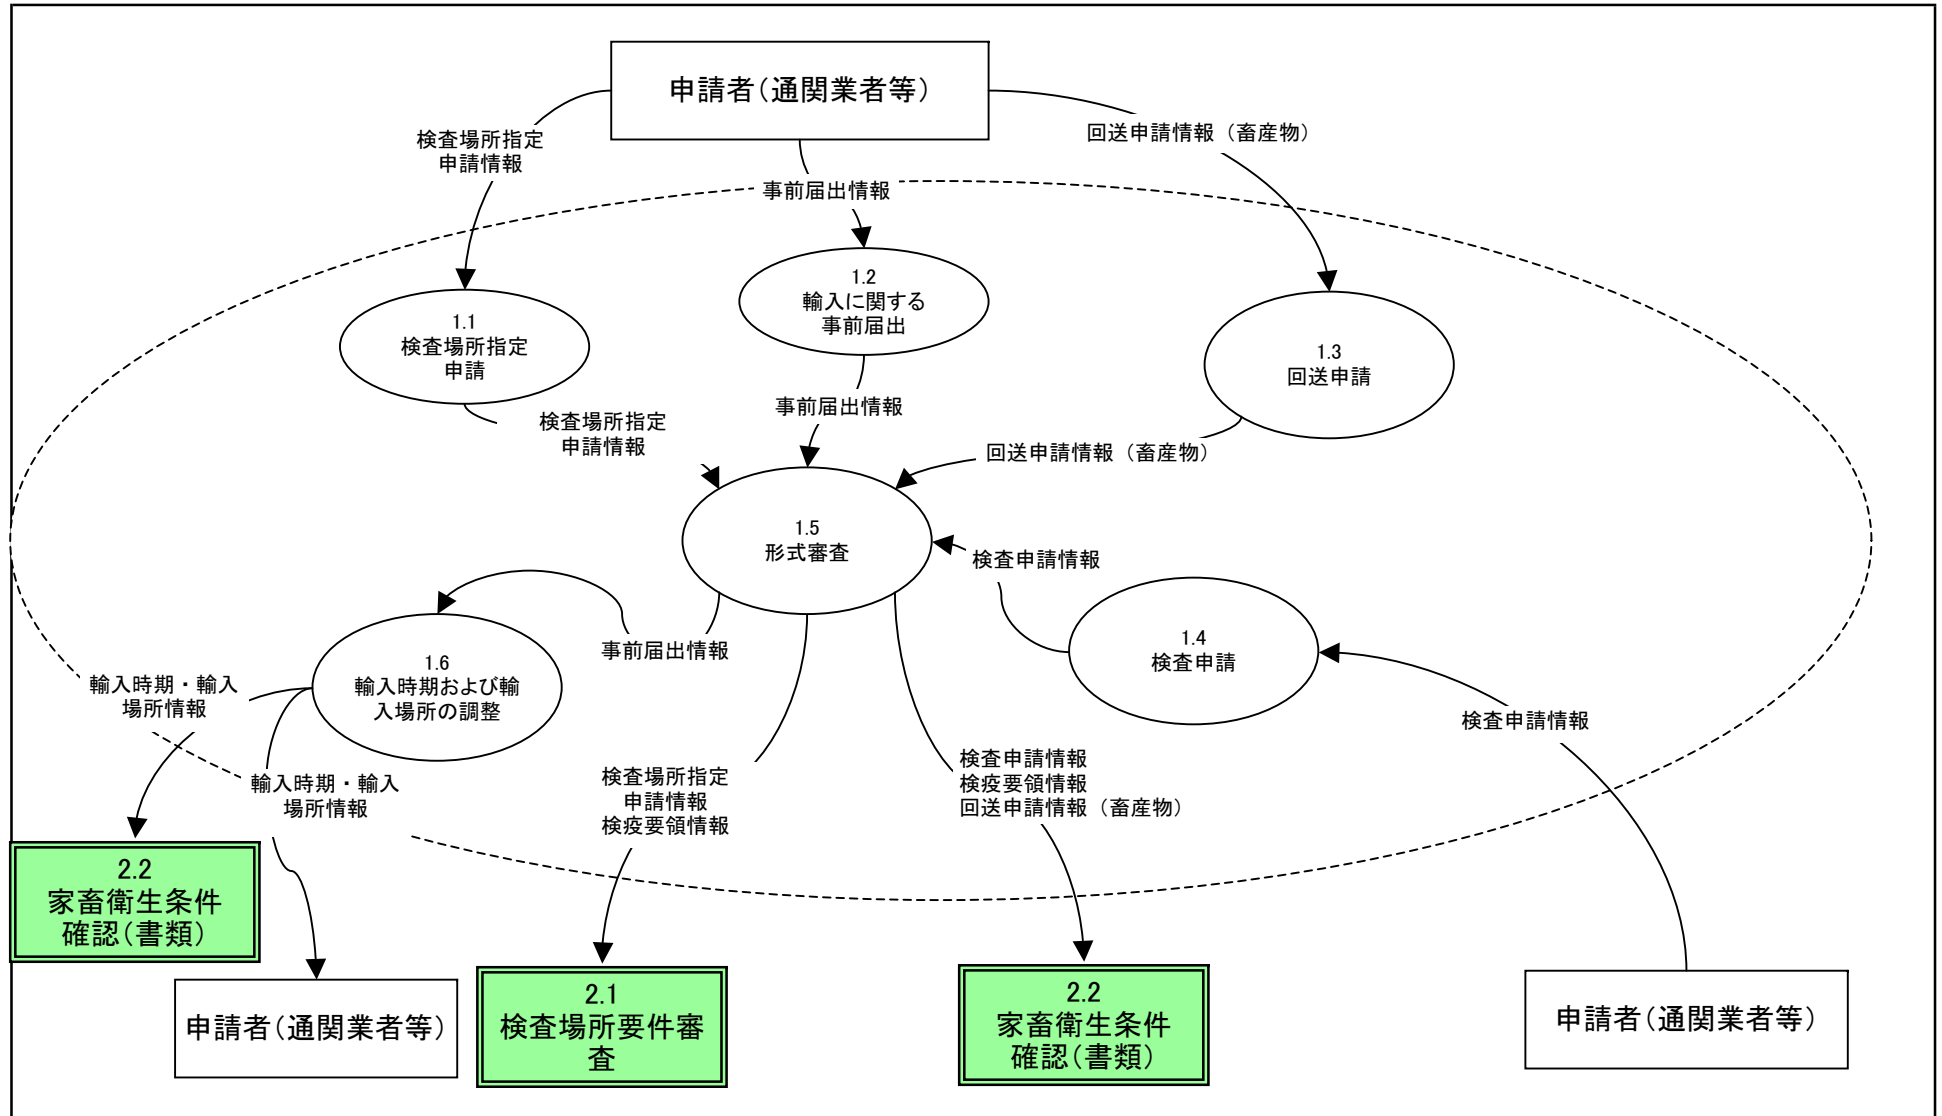 申請者（通関業者等）
検査場所指定
申請情報
回送申請情報（畜産物）
事前届出情報
1.1
検査場所指定
申請
1.2
輸入に関する
事前届出
1.3
回送申請
検査場所指定
申請情報
事前届出情報
回送申請情報（畜産物）
1.5
形式審査
検査申請情報
事前届出情報
1.4
検査申請
1.6
輸入時期および輸
入場所の調整
輸入時期・輸入
場所情報
検査申請情報
輸入時期・輸入
場所情報
検査場所指定
申請情報
検疫要領情報
検査申請情報
検疫要領情報
回送申請情報（畜産物）
2.2
家畜衛生条件
確認（書類）
申請者（通関業者等）
2.1
検査場所要件審
査
2.2
家畜衛生条件
確認（書類）
申請者（通関業者等）